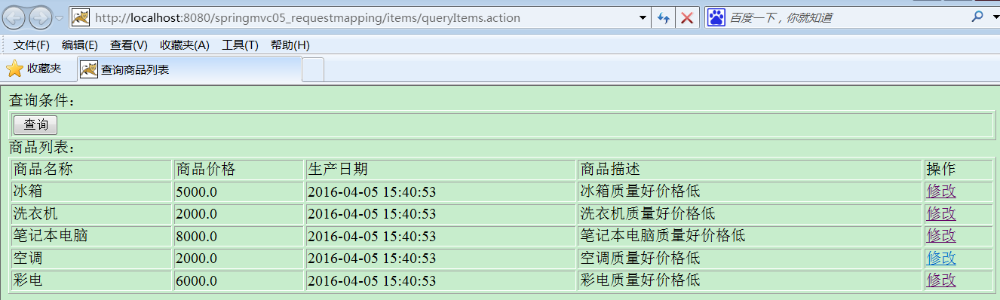 http://localhost:8080/springmvc05_requestmapping/items/queryItems.action 百度一下，你就知道
文件(F) 编辑(E) 查看(V) 收藏夹(A) 工具(T) 帮助(H)
收藏夹 查询商品列表
查询条件：
查询
商品列表：
商品名称 商品价格 生产日期 商品描述 操作
冰箱 5000.0 2016-04-05 15:40:53 冰箱质量好价格低 修改
洗衣机 2000.0 2016-04-05 15:40:53 洗衣机质量好价格低 修改
笔记本电脑 8000.0 2016-04-05 15:40:53 笔记本电脑质量好价格低 修改
空调 2000.0 2016-04-05 15:40:53 空调质量好价格低 修改
彩电 6000.0 2016-04-05 15:40:53 彩电质量好价格低 修改